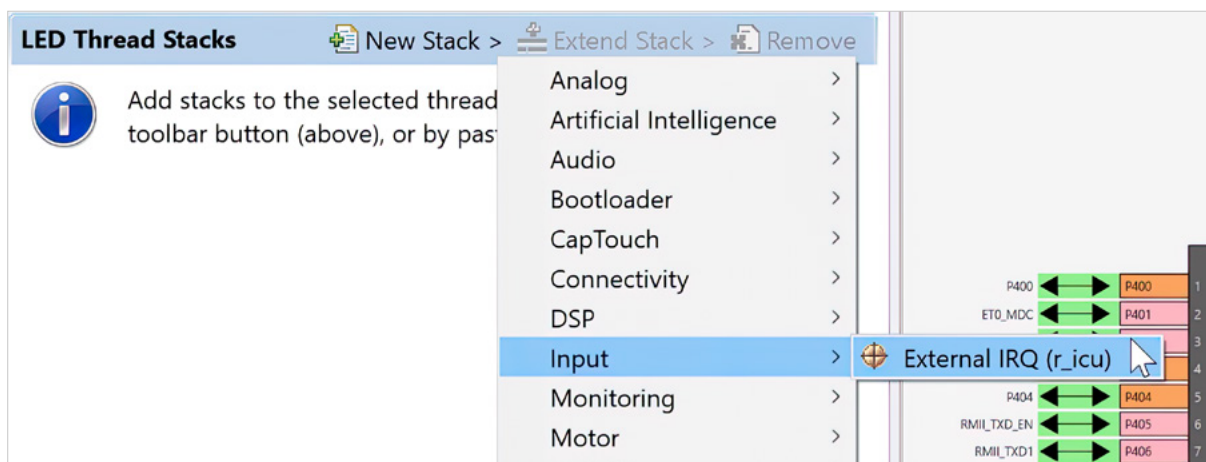 LED Thread Stacks New Stack > Extend Stack > Remove
Add stacks to the selected thread
toolbar button (above), or by pas
Analog >
Artificial Intelligence >
Audio >
Bootloader >
CapTouch >
Connectivity >
DSP >
Input >
External IRQ (r_icu)
Monitoring >
Motor >
P400 P400 1
ET0_MDC P401 2
3
4
P404 P404 5
RMII_TXD_EN P405 6
RMII_TXD1 P406 7